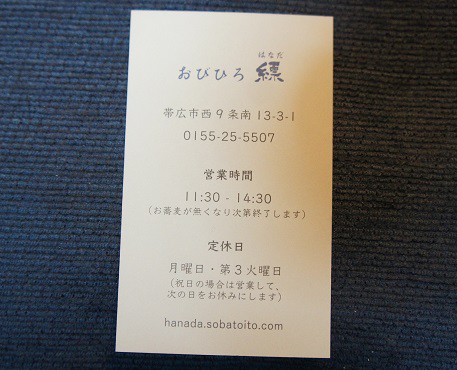 はなだ
おびひろ 縹
帯広市西9条南13-3-1
0155-25-5507
営業時間
11:30 - 14:30
（お蕎麦が無くなり次第終了します）
定休日
月曜日・第3火曜日
（祝日の場合は営業して、
次の日をお休みにします）
hanada.sobatoito.com